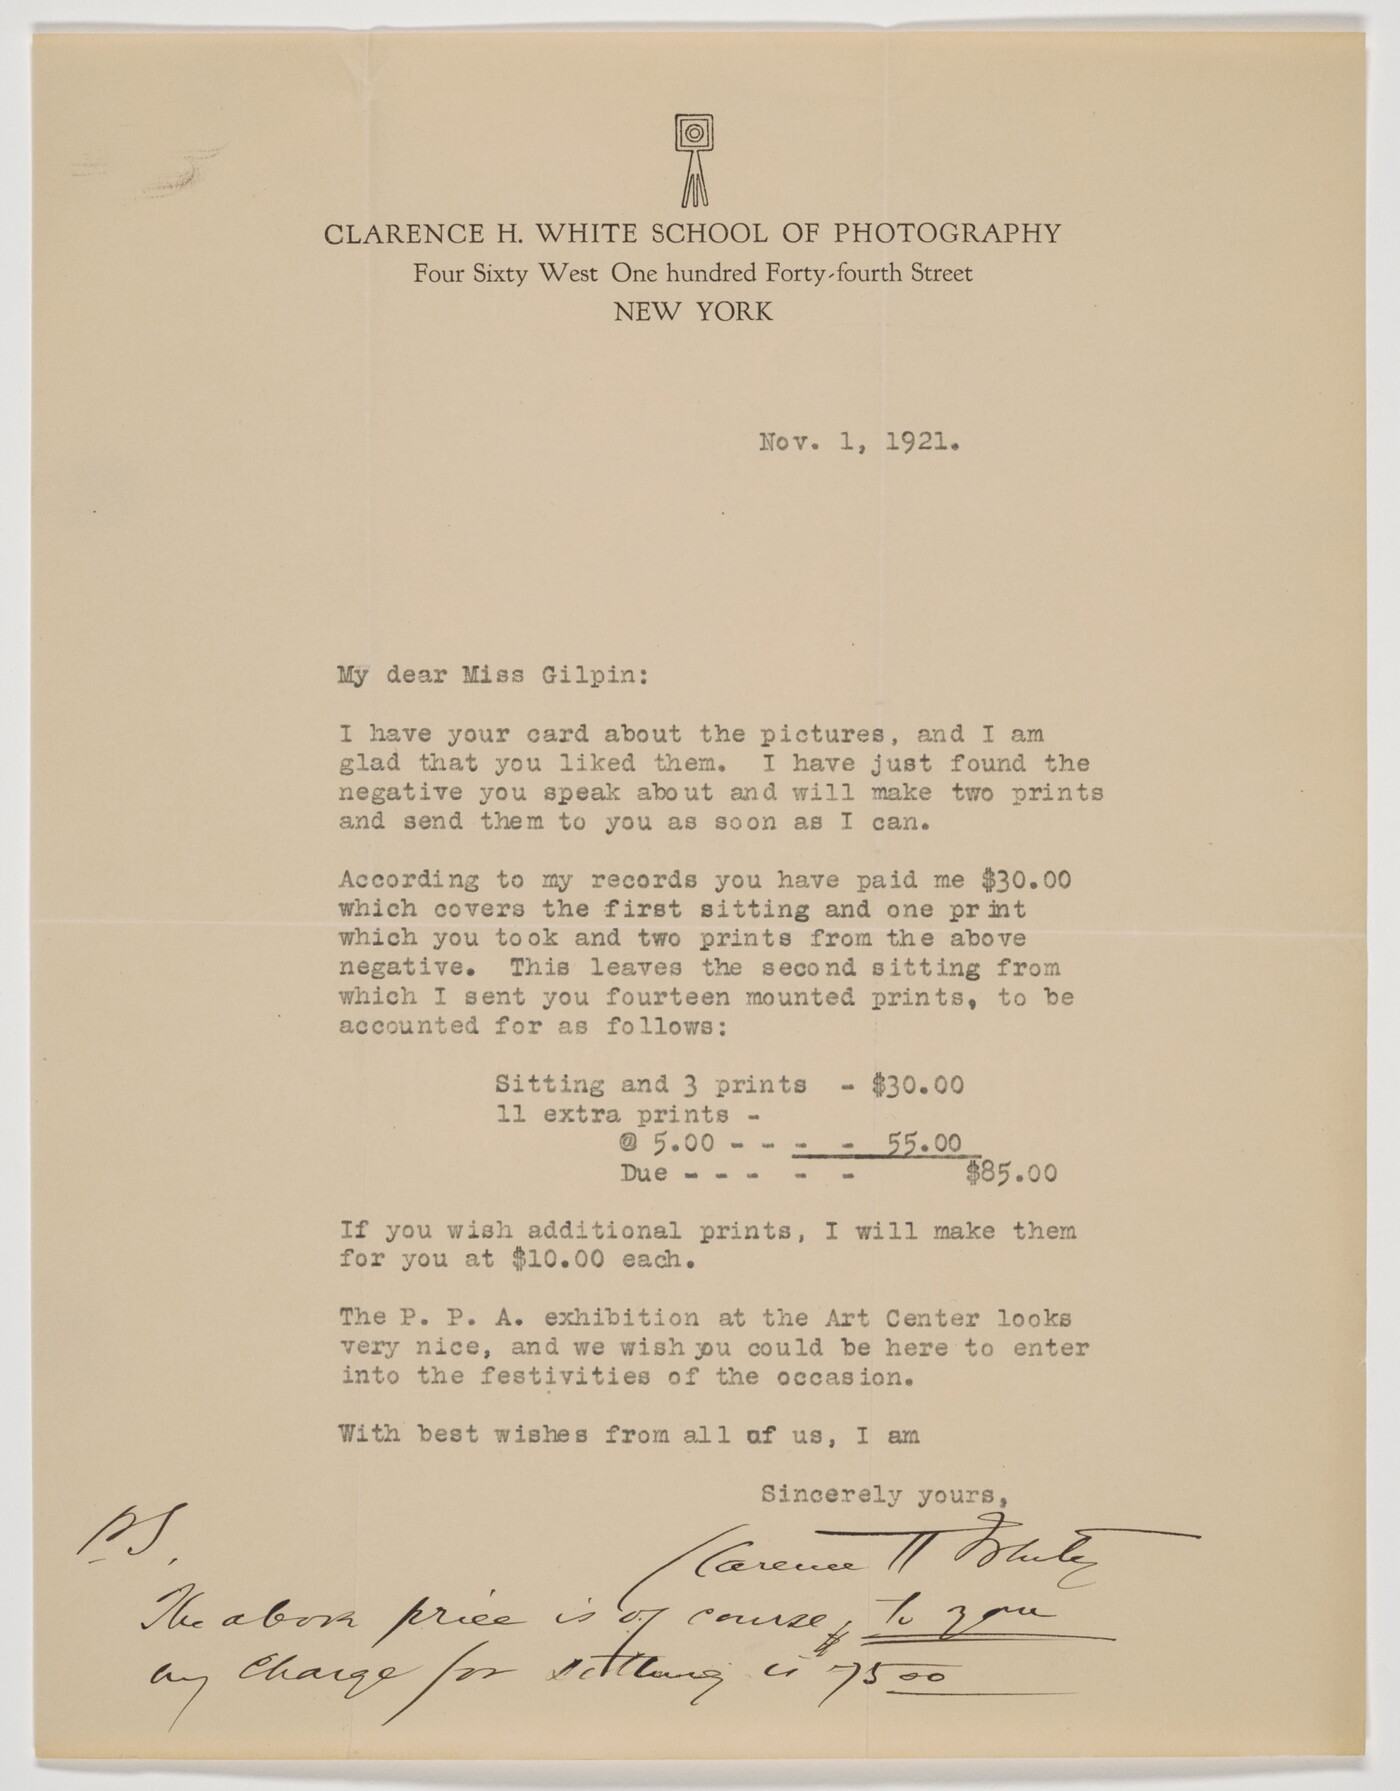 CLARENCE H. WHITE SCHOOL OF PHOTOGRAPHY
Four Sixty West One hundred Forty-fourth Street
NEW YORK
Nov. 1, 1921.
My dear Miss Gilpin:
I have your card about the pictures, and I am
glad that you liked them.  I have just found the
negative you speak about and will make two prints
and send them to you as soon as I can.
According to my records you have paid me $30.00
which covers the first sitting and one print
which you took and two prints from the above
negative.  This leaves the second sitting from
which I sent you fourteen mounted prints, to be
accounted for as follows:
Sitting and 3 prints  - $30.00
11 extra prints -
@ 5.00 - - - - 55.00
Due - - - - - $85.00
If you wish additional prints, I will make them
for you at $10.00 each.
The P. P. A. exhibition at the Art Center looks
very nice, and we wish you could be here to enter
into the festivities of the occasion.
With best wishes from all of us, I am
Sincerely yours,
Clarence H White
PS.
The above price is of course, to you
my charge for sitting is $75 00